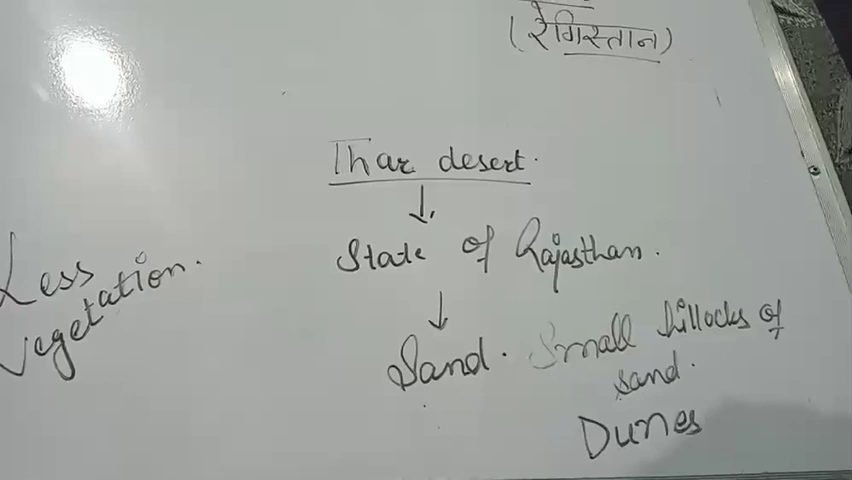 (रेगिस्तान)
Thar desert.
↓
State of Rajasthan.
↓
Sand. Small hillocks of
sand.
Dunes
Less
vegetation.